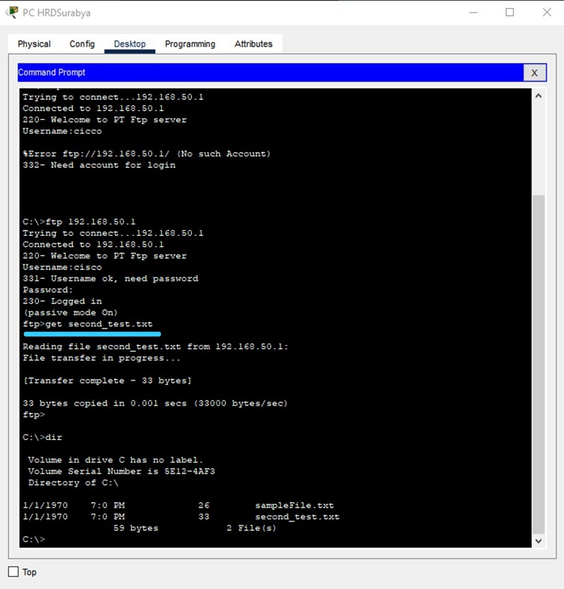 PC HRDSurabya
Physical Config Desktop Programming Attributes
Command Prompt X
Trying to connect...192.168.50.1
Connected to 192.168.50.1
220- Welcome to PT Ftp server
Username:cicco
%Error ftp://192.168.50.1/ (No such Account)
332- Need account for login
C:\>ftp 192.168.50.1
Trying to connect...192.168.50.1
Connected to 192.168.50.1
220- Welcome to PT Ftp server
Username:cisco
331- Username ok, need password
Password:
230- Logged in
(passive mode On)
ftp>get second_test.txt
Reading file second_test.txt from 192.168.50.1:
File transfer in progress...
[Transfer complete - 33 bytes]
33 bytes copied in 0.001 secs (33000 bytes/sec)
ftp>
C:\>dir
Volume in drive C has no label.
Volume Serial Number is 5E12-4AF3
Directory of C:\
1/1/1970 7:0 PM 26 sampleFile.txt
1/1/1970 7:0 PM 33 second_test.txt
59 bytes 2 File(s)
C:\>
Top